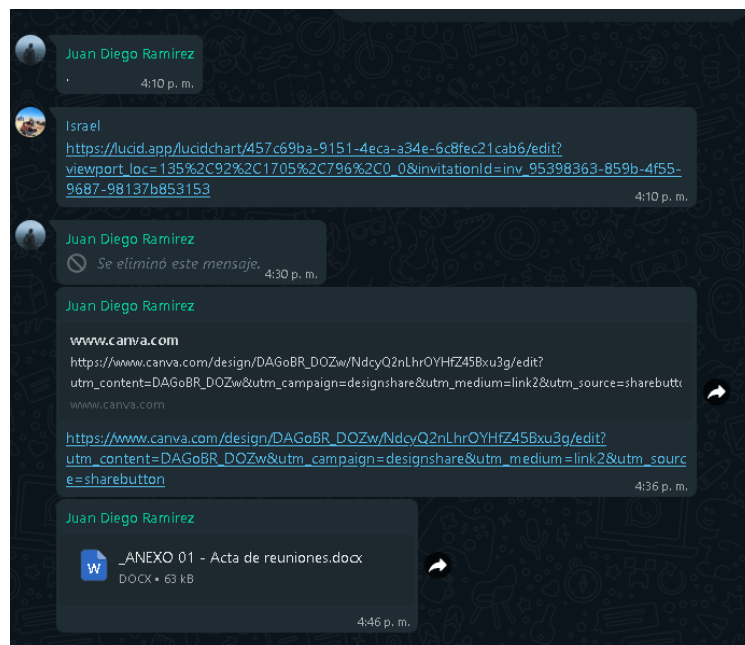 Juan Diego Ramirez
.
4:10 p. m.
Israel
https://lucid.app/lucidchart/457c69ba-9151-4eca-a34e-6c8fec21cab6/edit?
viewport_loc=135%2C92%2C1705%2C796%2C0_0&invitationId=inv_95398363-859b-4f55-
9687-98137b853153
4:10 p. m.
Juan Diego Ramirez
Se eliminó este mensaje.
4:30 p. m.
Juan Diego Ramirez
www.canva.com
https://www.canva.com/design/DAGoBR_DOZw/NdcyQ2nLhrOYHfZ45Bxu3g/edit?
utm_content=DAGoBR_DOZw&utm_campaign=designshare&utm_medium=link2&utm_source=sharebutto
www.canva.com
https://www.canva.com/design/DAGoBR_DOZw/NdcyQ2nLhrOYHfZ45Bxu3g/edit?
utm_content=DAGoBR_DOZw&utm_campaign=designshare&utm_medium=link2&utm_sourc
e=sharebutton
4:36 p. m.
Juan Diego Ramirez
W
_ANEXO 01 - Acta de reuniones.docx
DOCX • 63 kB
4:46 p. m.